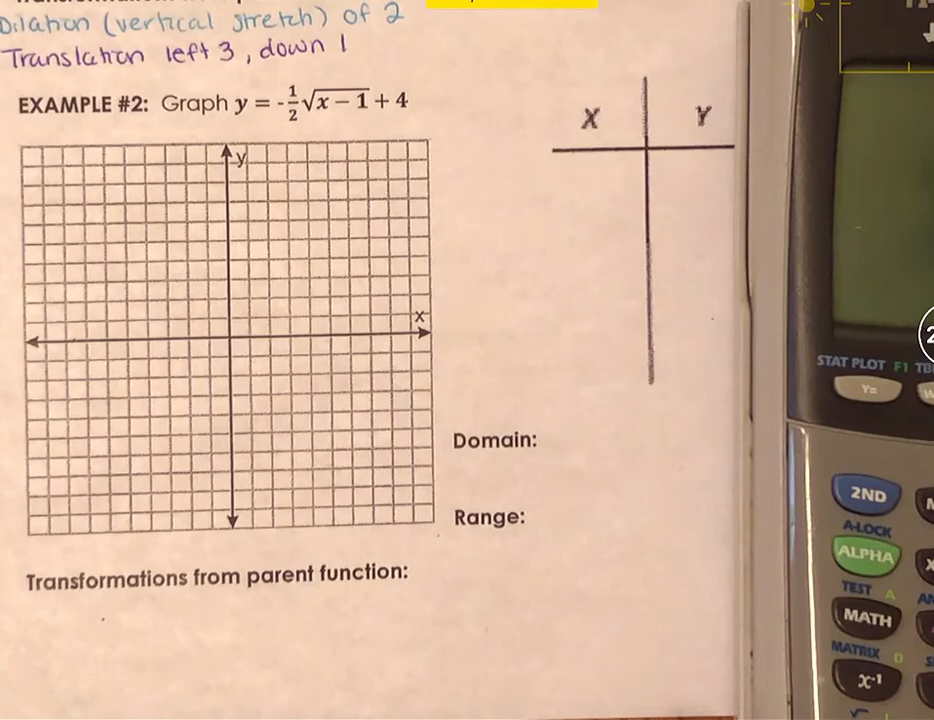 Dilation (vertical stretch) of 2
Translation left 3, down 1
EXAMPLE #2: Graph y = -½√x − 1 + 4
X Y
y
x
Domain:
Range:
Transformations from parent function:
STAT PLOT F1
Y=
2ND
A-LOCK
ALPHA
TEST A
MATH
MATRIX D
x⁻¹